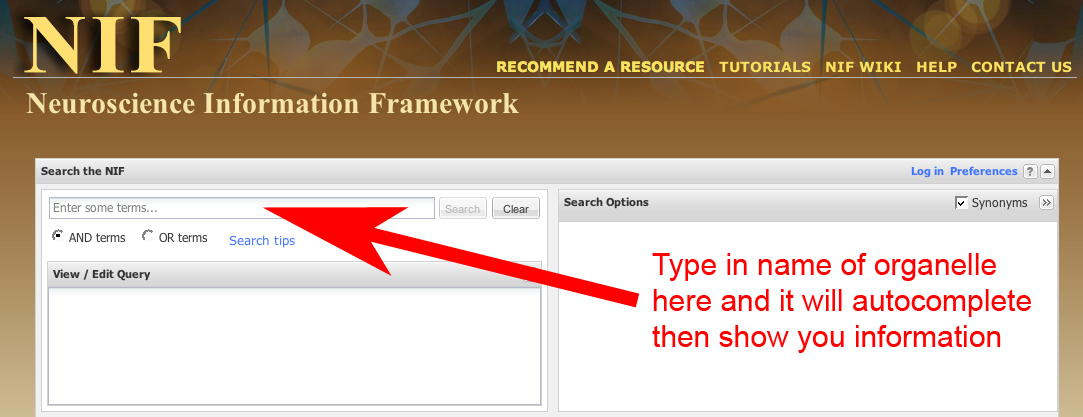 NIF
RECOMMEND A RESOURCE TUTORIALS NIF WIKI HELP CONTACT US
Neuroscience Information Framework
Search the NIF
Log in Preferences ?
Enter some terms...
Search
Clear
AND terms
OR terms
Search tips
View / Edit Query
Search Options
Synonyms
Type in name of organelle
here and it will autocomplete
then show you information